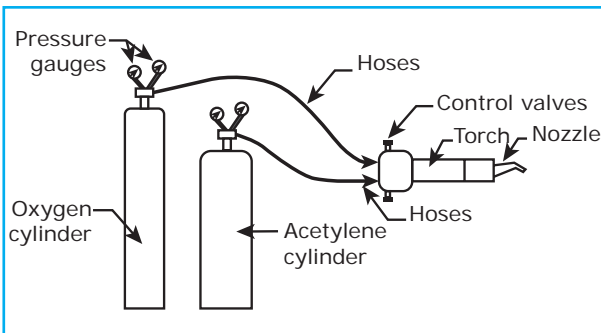 Pressure
gauges
Hoses
Control valves
Torch
Nozzle
Hoses
Oxygen
cylinder
Acetylene
cylinder